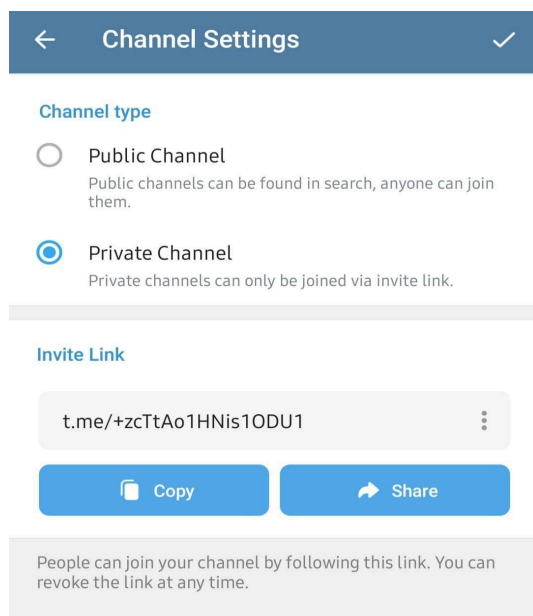 Channel Settings
Channel type
Public Channel
Public channels can be found in search, anyone can join
them.
Private Channel
Private channels can only be joined via invite link.
Invite Link
t.me/+zcTtAo1HNis1ODU1
Copy
Share
People can join your channel by following this link. You can
revoke the link at any time.